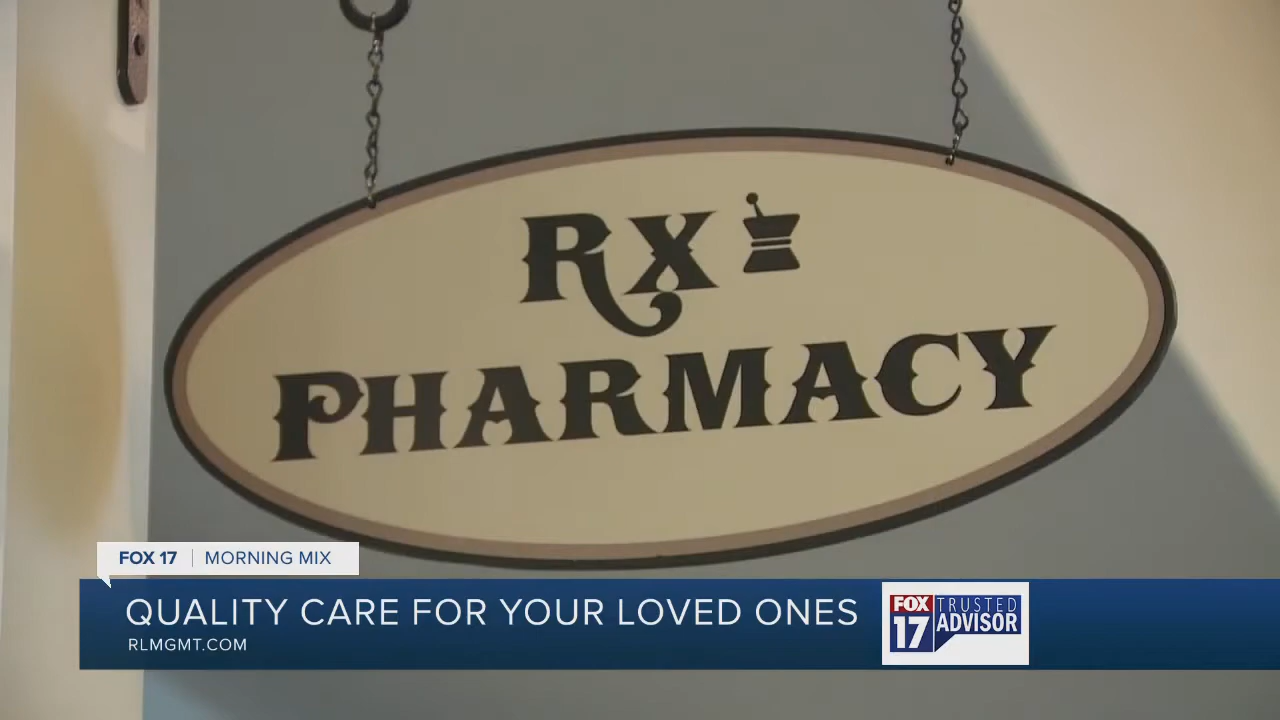 RX
PHARMACY
FOX 17 | MORNING MIX
QUALITY CARE FOR YOUR LOVED ONES
RLMGMT.COM
FOX 17 TRUSTED ADVISOR